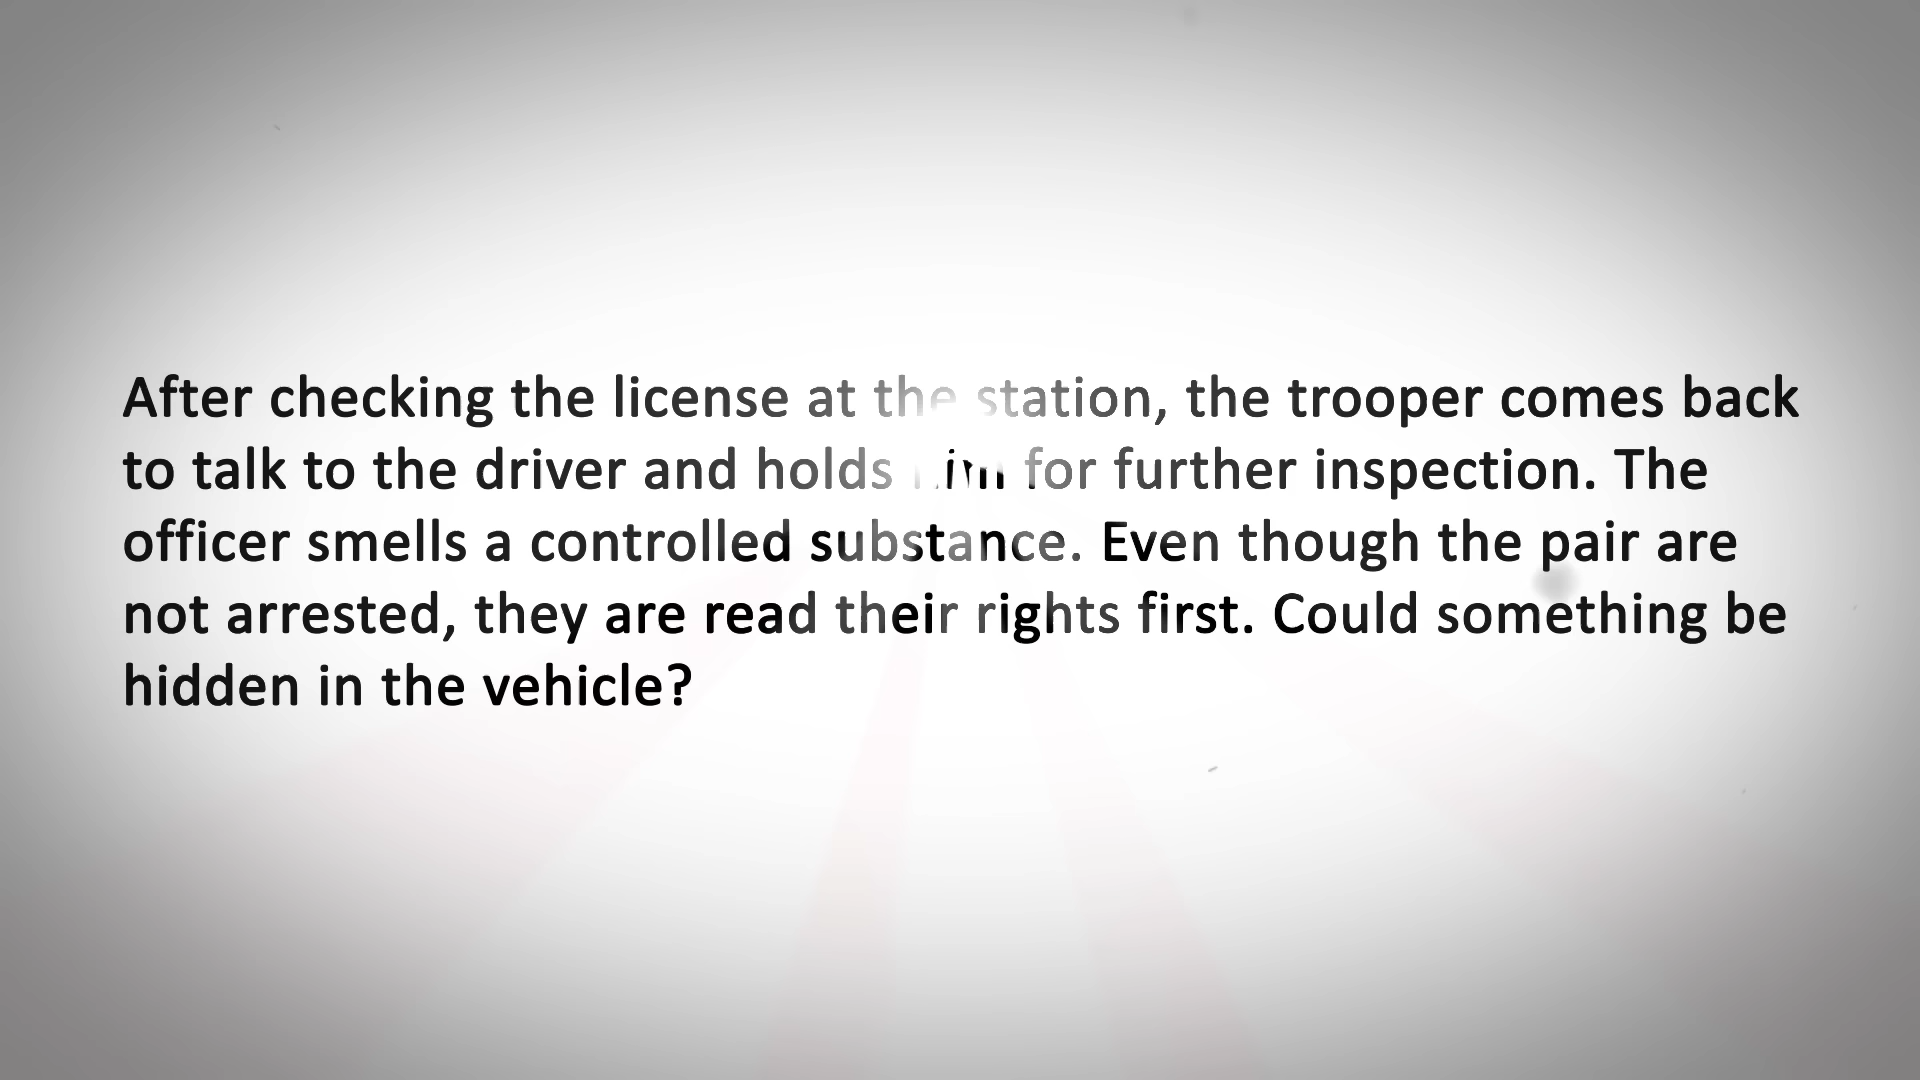 After checking the license at the station, the trooper comes back
to talk to the driver and holds him for further inspection. The
officer smells a controlled substance. Even though the pair are
not arrested, they are read their rights first. Could something be
hidden in the vehicle?